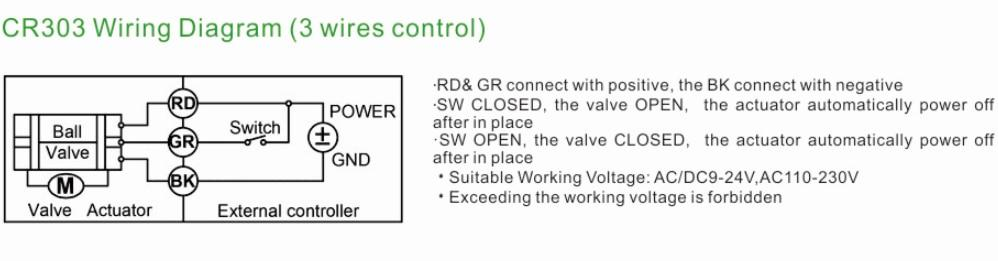 CR303 Wiring Diagram (3 wires control)
RD
POWER
Ball
Valve
GR
Switch
±
GND
M
BK
Valve Actuator
External controller
·RD& GR connect with positive, the BK connect with negative
·SW CLOSED, the valve OPEN, the actuator automatically power off
after in place
·SW OPEN, the valve CLOSED, the actuator automatically power off
after in place
* Suitable Working Voltage: AC/DC9-24V,AC110-230V
* Exceeding the working voltage is forbidden